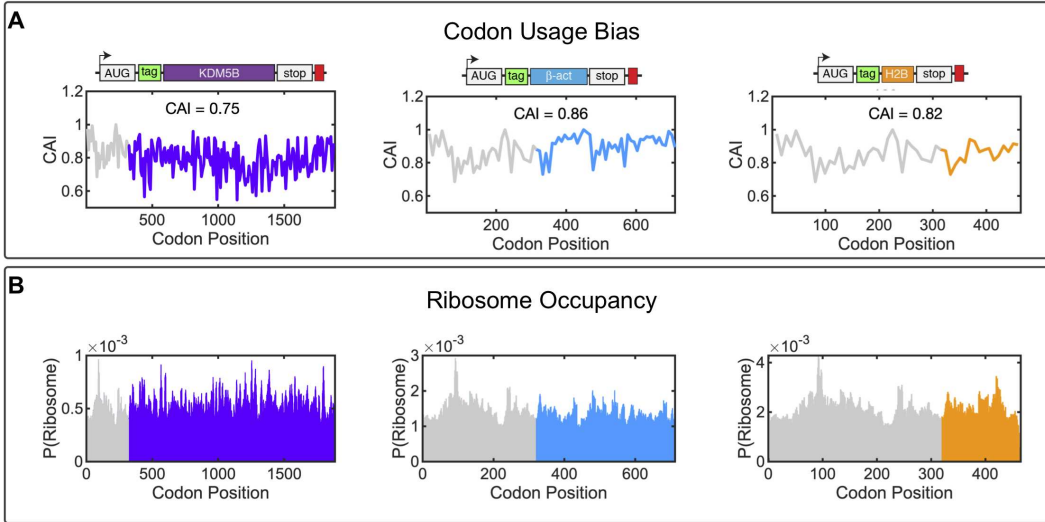 A
Codon Usage Bias
AUG tag KDM5B stop
AUG tag β-act stop
AUG tag H2B stop
1.2
1
0.8
0.6
CAI
CAI = 0.75
500 1000 1500
Codon Position
1.2
1
0.8
0.6
CAI
CAI = 0.86
200 400 600
Codon Position
1.2
1
0.8
0.6
CAI
CAI = 0.82
100 200 300 400
Codon Position
B
Ribosome Occupancy
×10⁻³
1
0.5
0
P(Ribosome)
0 500 1000 1500
Codon Position
×10⁻³
3
2
1
0
P(Ribosome)
0 200 400 600
Codon Position
×10⁻³
4
2
0
P(Ribosome)
0 100 200 300 400
Codon Position